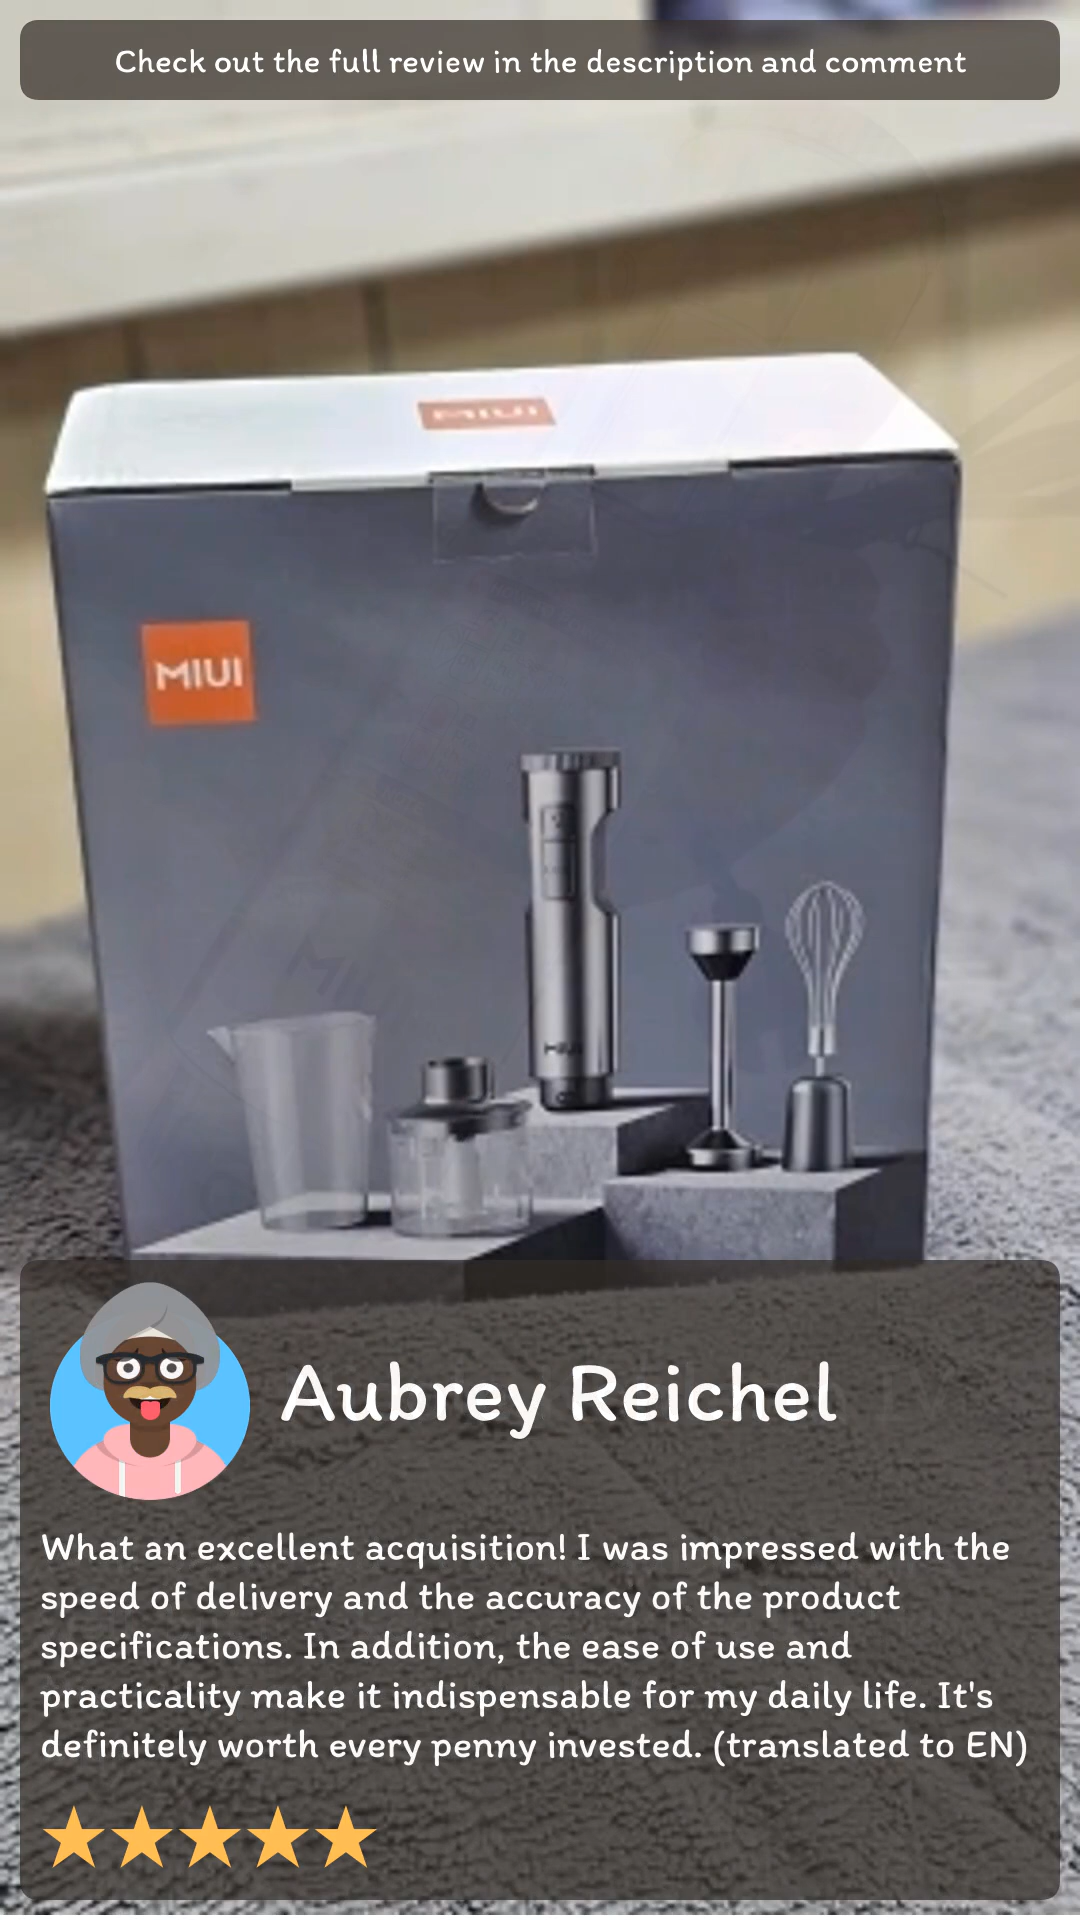 Check out the full review in the description and comment
MIUI
MIUI
MIUI
Aubrey Reichel
What an excellent acquisition! I was impressed with the
speed of delivery and the accuracy of the product
specifications. In addition, the ease of use and
practicality make it indispensable for my daily life. It's
definitely worth every penny invested. (translated to EN)